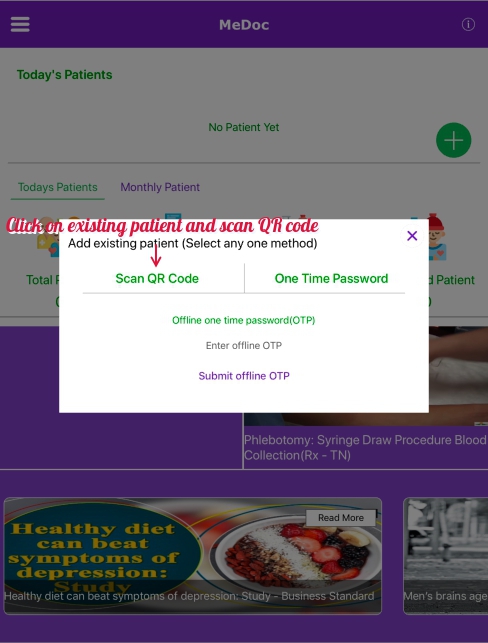 MeDoc
Today's Patients
No Patient Yet
Todays Patients
Monthly Patient
Click on existing patient and scan QR code
Add existing patient (Select any one method)
Scan QR Code
One Time Password
Total P
d Patient
(
)
Offline one time password(OTP)
Enter offline OTP
Submit offline OTP
Phlebotomy: Syringe Draw Procedure Blood
Collection(Rx - TN)
Read More
Healthy diet
can beat
symptoms of
depression:
Study
Healthy diet can beat symptoms of depression: Study - Business Standard
Men's brains age